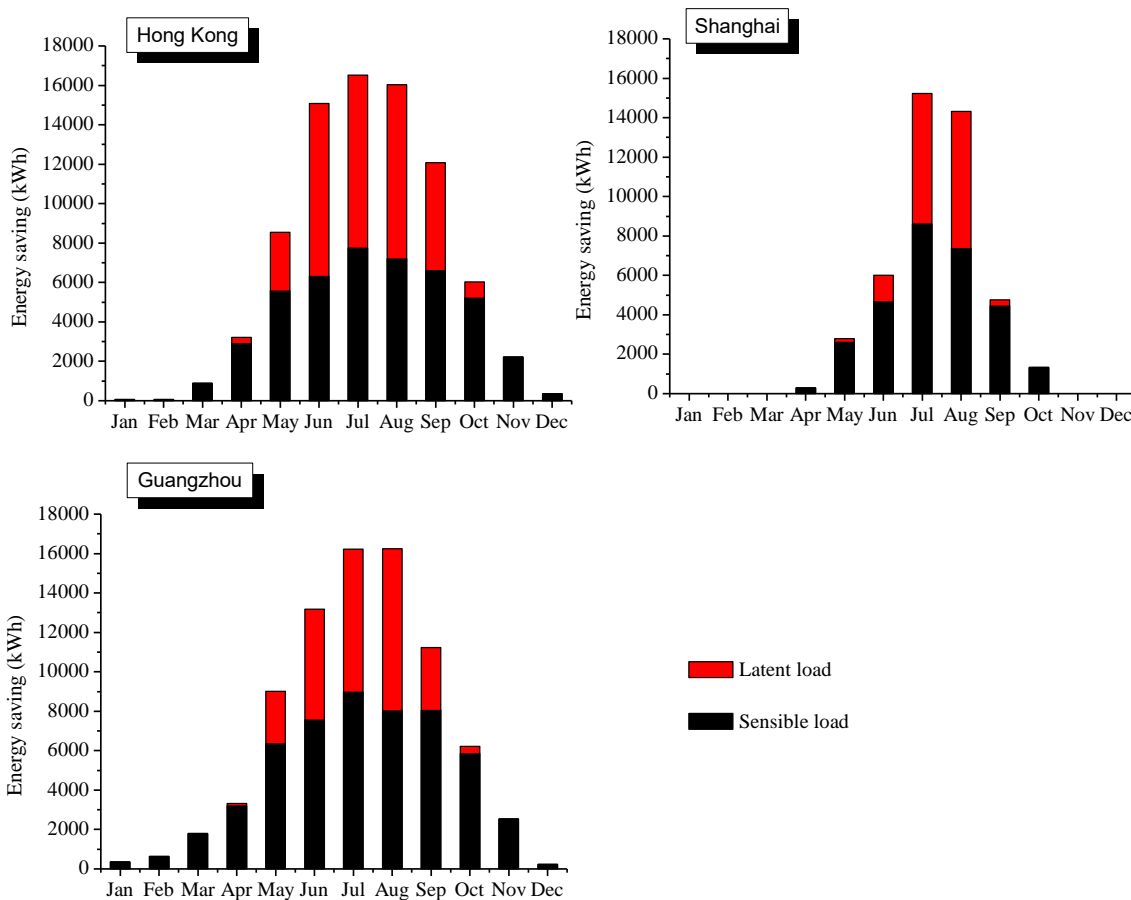 Hong Kong
Energy saving (kWh)
18000
16000
14000
12000
10000
8000
6000
4000
2000
0
Jan Feb Mar Apr May Jun Jul Aug Sep Oct Nov Dec
Shanghai
Energy saving (kWh)
18000
16000
14000
12000
10000
8000
6000
4000
2000
0
Jan Feb Mar Apr May Jun Jul Aug Sep Oct Nov Dec
Guangzhou
Energy saving (kWh)
18000
16000
14000
12000
10000
8000
6000
4000
2000
0
Jan Feb Mar Apr May Jun Jul Aug Sep Oct Nov Dec
Latent load
Sensible load